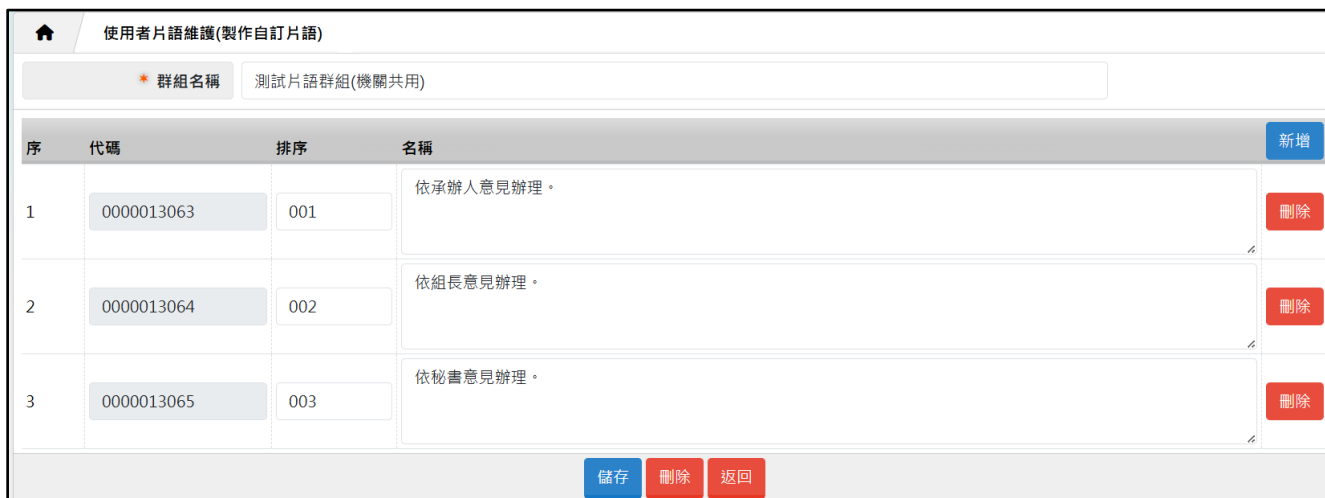 使用者片語維護(製作自訂片語)
* 群組名稱 測試片語群組(機關共用)
序 代碼 排序 名稱 新增
1 0000013063 001 依承辦人意見辦理。 刪除
2 0000013064 002 依組長意見辦理。 刪除
3 0000013065 003 依秘書意見辦理。 刪除
儲存 刪除 返回